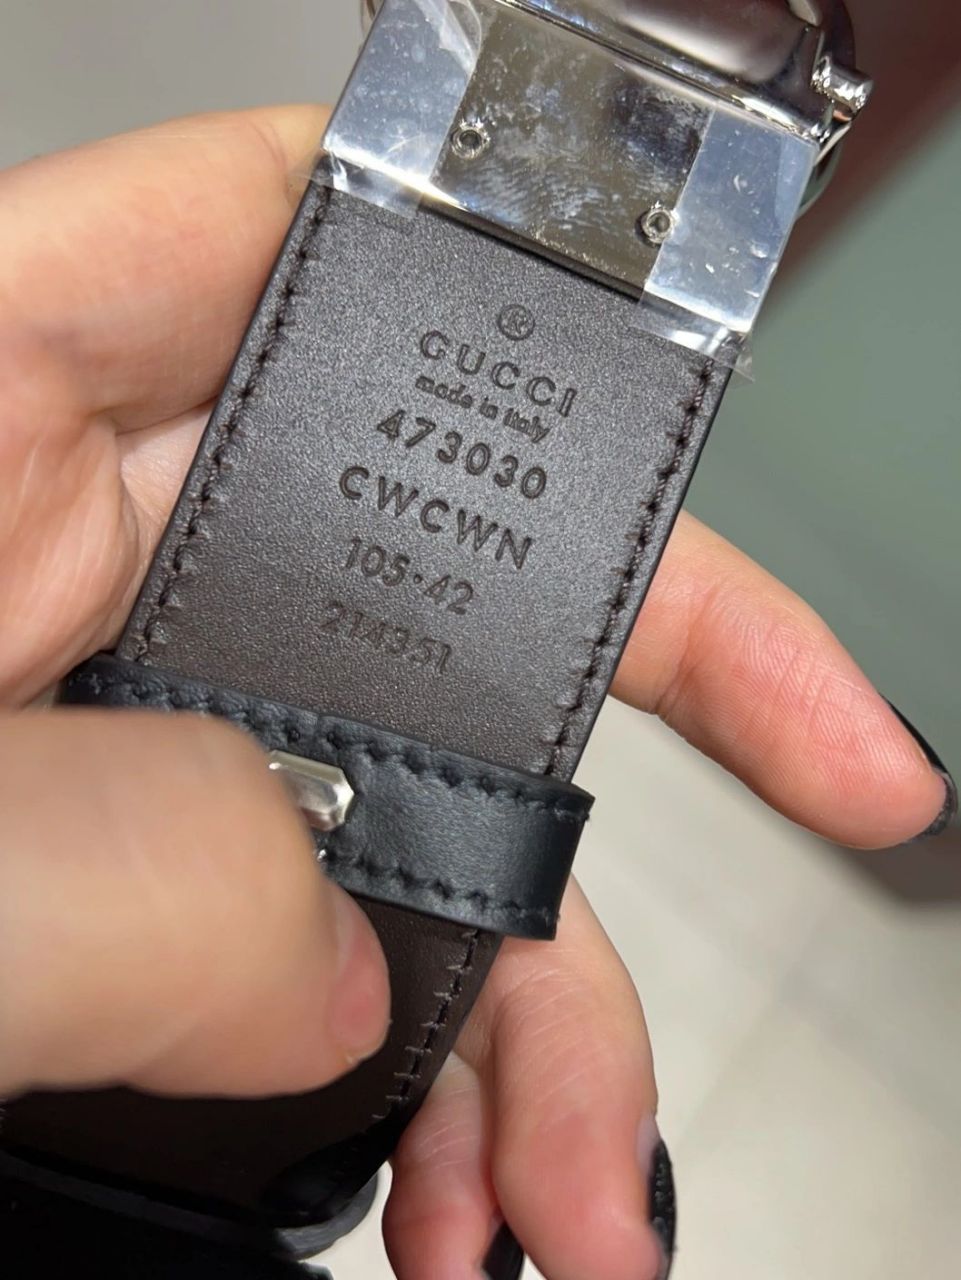 ®
GUCCI
made in italy
473030
CWCWN
105·42
214351